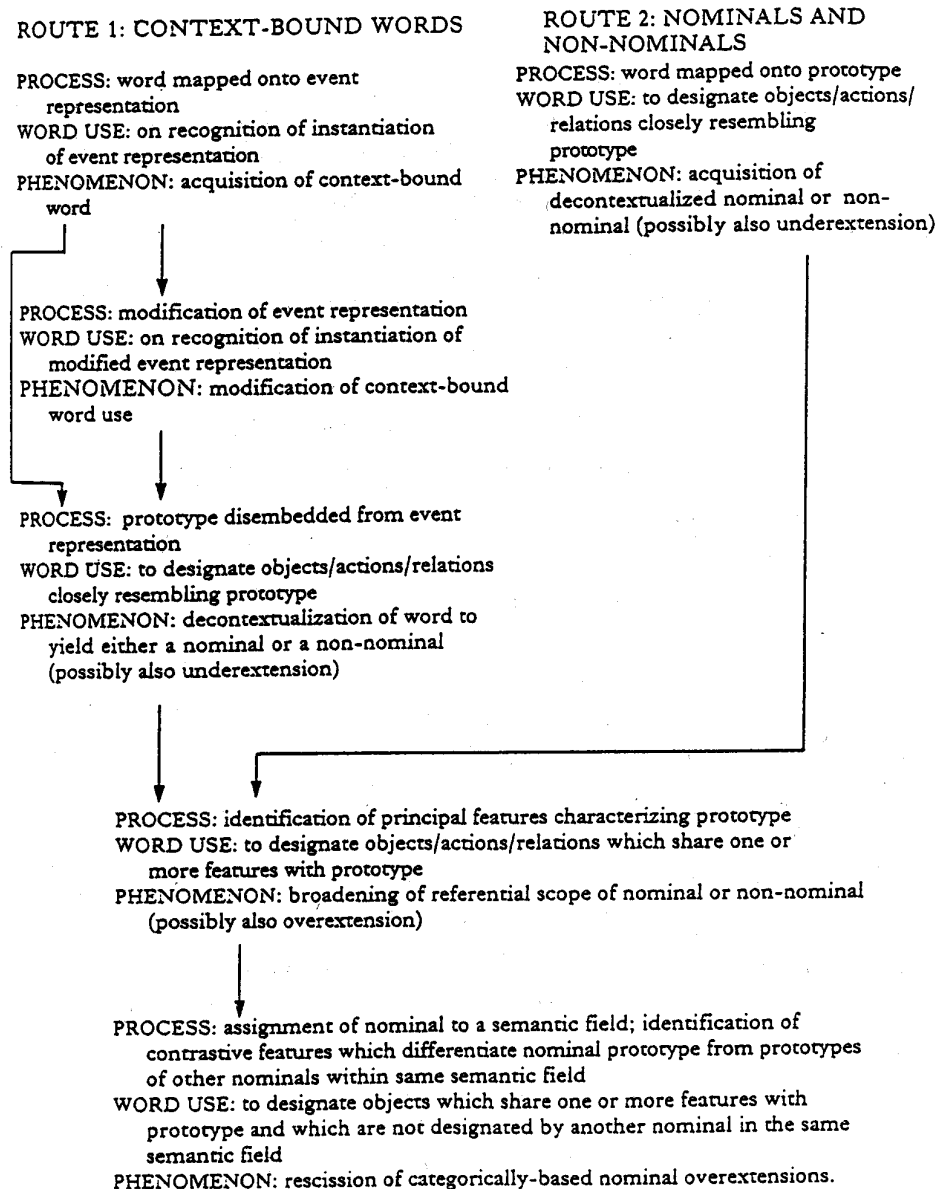 ROUTE 1: CONTEXT-BOUND WORDS
PROCESS: word mapped onto event
representation
WORD USE: on recognition of instantiation
of event representation
PHENOMENON: acquisition of context-bound
word
ROUTE 2: NOMINALS AND
NON-NOMINALS
PROCESS: word mapped onto prototype
WORD USE: to designate objects/actions/
relations closely resembling
prototype
PHENOMENON: acquisition of
decontextualized nominal or non-
nominal (possibly also underextension)
PROCESS: modification of event representation
WORD USE: on recognition of instantiation of
modified event representation
PHENOMENON: modification of context-bound
word use
PROCESS: prototype disembedded from event
representation
WORD USE: to designate objects/actions/relations
closely resembling prototype
PHENOMENON: decontextualization of word to
yield either a nominal or a non-nominal
(possibly also underextension)
PROCESS: identification of principal features characterizing prototype
WORD USE: to designate objects/actions/relations which share one or
more features with prototype
PHENOMENON: broadening of referential scope of nominal or non-nominal
(possibly also overextension)
PROCESS: assignment of nominal to a semantic field; identification of
contrastive features which differentiate nominal prototype from prototypes
of other nominals within same semantic field
WORD USE: to designate objects which share one or more features with
prototype and which are not designated by another nominal in the same
semantic field
PHENOMENON: rescission of categorically-based nominal overextensions.